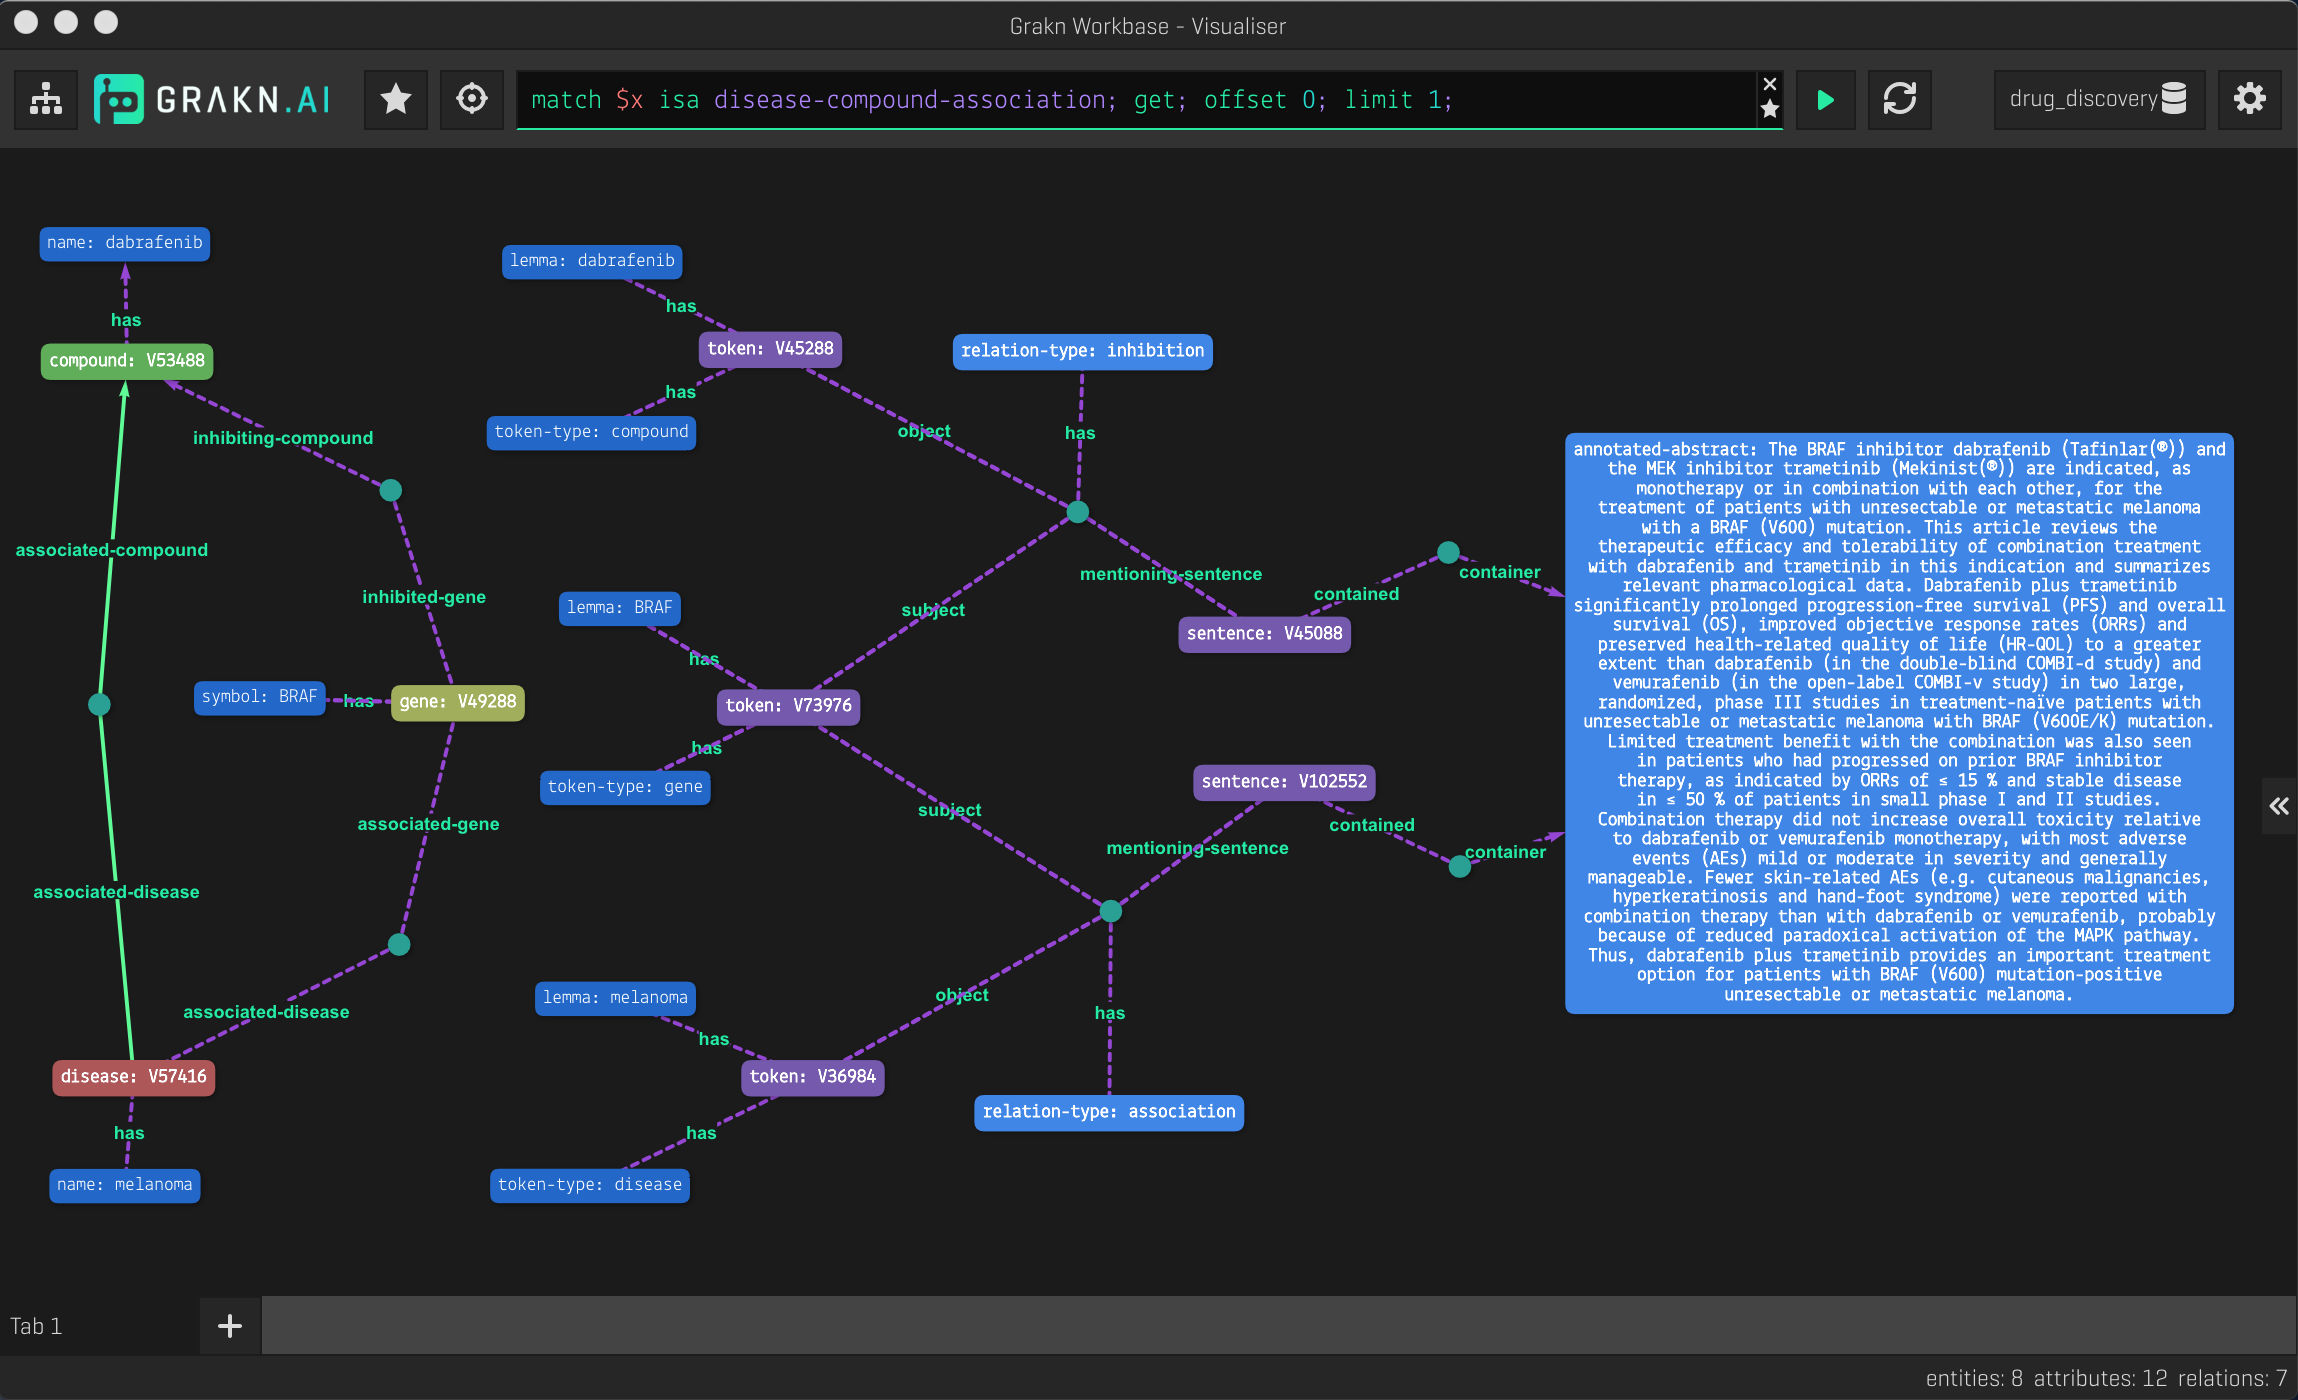 Grakn Workbase - Visualiser
GRAKN.AI
match $x isa disease-compound-association; get; offset 0; limit 1;
drug_discovery
name: dabrafenib
has
compound: V53488
inhibiting-compound
associated-compound
inhibited-gene
symbol: BRAF
has
gene: V49288
associated-gene
associated-disease
associated-disease
disease: V57416
has
name: melanoma
lemma: dabrafenib
has
token: V45288
has
token-type: compound
object
relation-type: inhibition
has
mentioning-sentence
subject
lemma: BRAF
has
token: V73976
has
token-type: gene
subject
sentence: V45088
contained
container
sentence: V102552
contained
container
mentioning-sentence
object
has
lemma: melanoma
has
token: V36984
has
token-type: disease
relation-type: association
annotated-abstract: The BRAF inhibitor dabrafenib (Tafinlar(®)) and
the MEK inhibitor trametinib (Mekinist(®)) are indicated, as
monotherapy or in combination with each other, for the
treatment of patients with unresectable or metastatic melanoma
with a BRAF (V600) mutation. This article reviews the
therapeutic efficacy and tolerability of combination treatment
with dabrafenib and trametinib in this indication and summarizes
relevant pharmacological data. Dabrafenib plus trametinib
significantly prolonged progression-free survival (PFS) and overall
survival (OS), improved objective response rates (ORRs) and
preserved health-related quality of life (HR-QOL) to a greater
extent than dabrafenib (in the double-blind COMBI-d study) and
vemurafenib (in the open-label COMBI-v study) in two large,
randomized, phase III studies in treatment-naïve patients with
unresectable or metastatic melanoma with BRAF (V600E/K) mutation.
Limited treatment benefit with the combination was also seen
in patients who had progressed on prior BRAF inhibitor
therapy, as indicated by ORRs of ≤ 15 % and stable disease
in ≤ 50 % of patients in small phase I and II studies.
Combination therapy did not increase overall toxicity relative
to dabrafenib or vemurafenib monotherapy, with most adverse
events (AEs) mild or moderate in severity and generally
manageable. Fewer skin-related AEs (e.g. cutaneous malignancies,
hyperkeratinosis and hand-foot syndrome) were reported with
combination therapy than with dabrafenib or vemurafenib, probably
because of reduced paradoxical activation of the MAPK pathway.
Thus, dabrafenib plus trametinib provides an important treatment
option for patients with BRAF (V600) mutation-positive
unresectable or metastatic melanoma.
Tab 1
entities: 8 attributes: 12 relations: 7